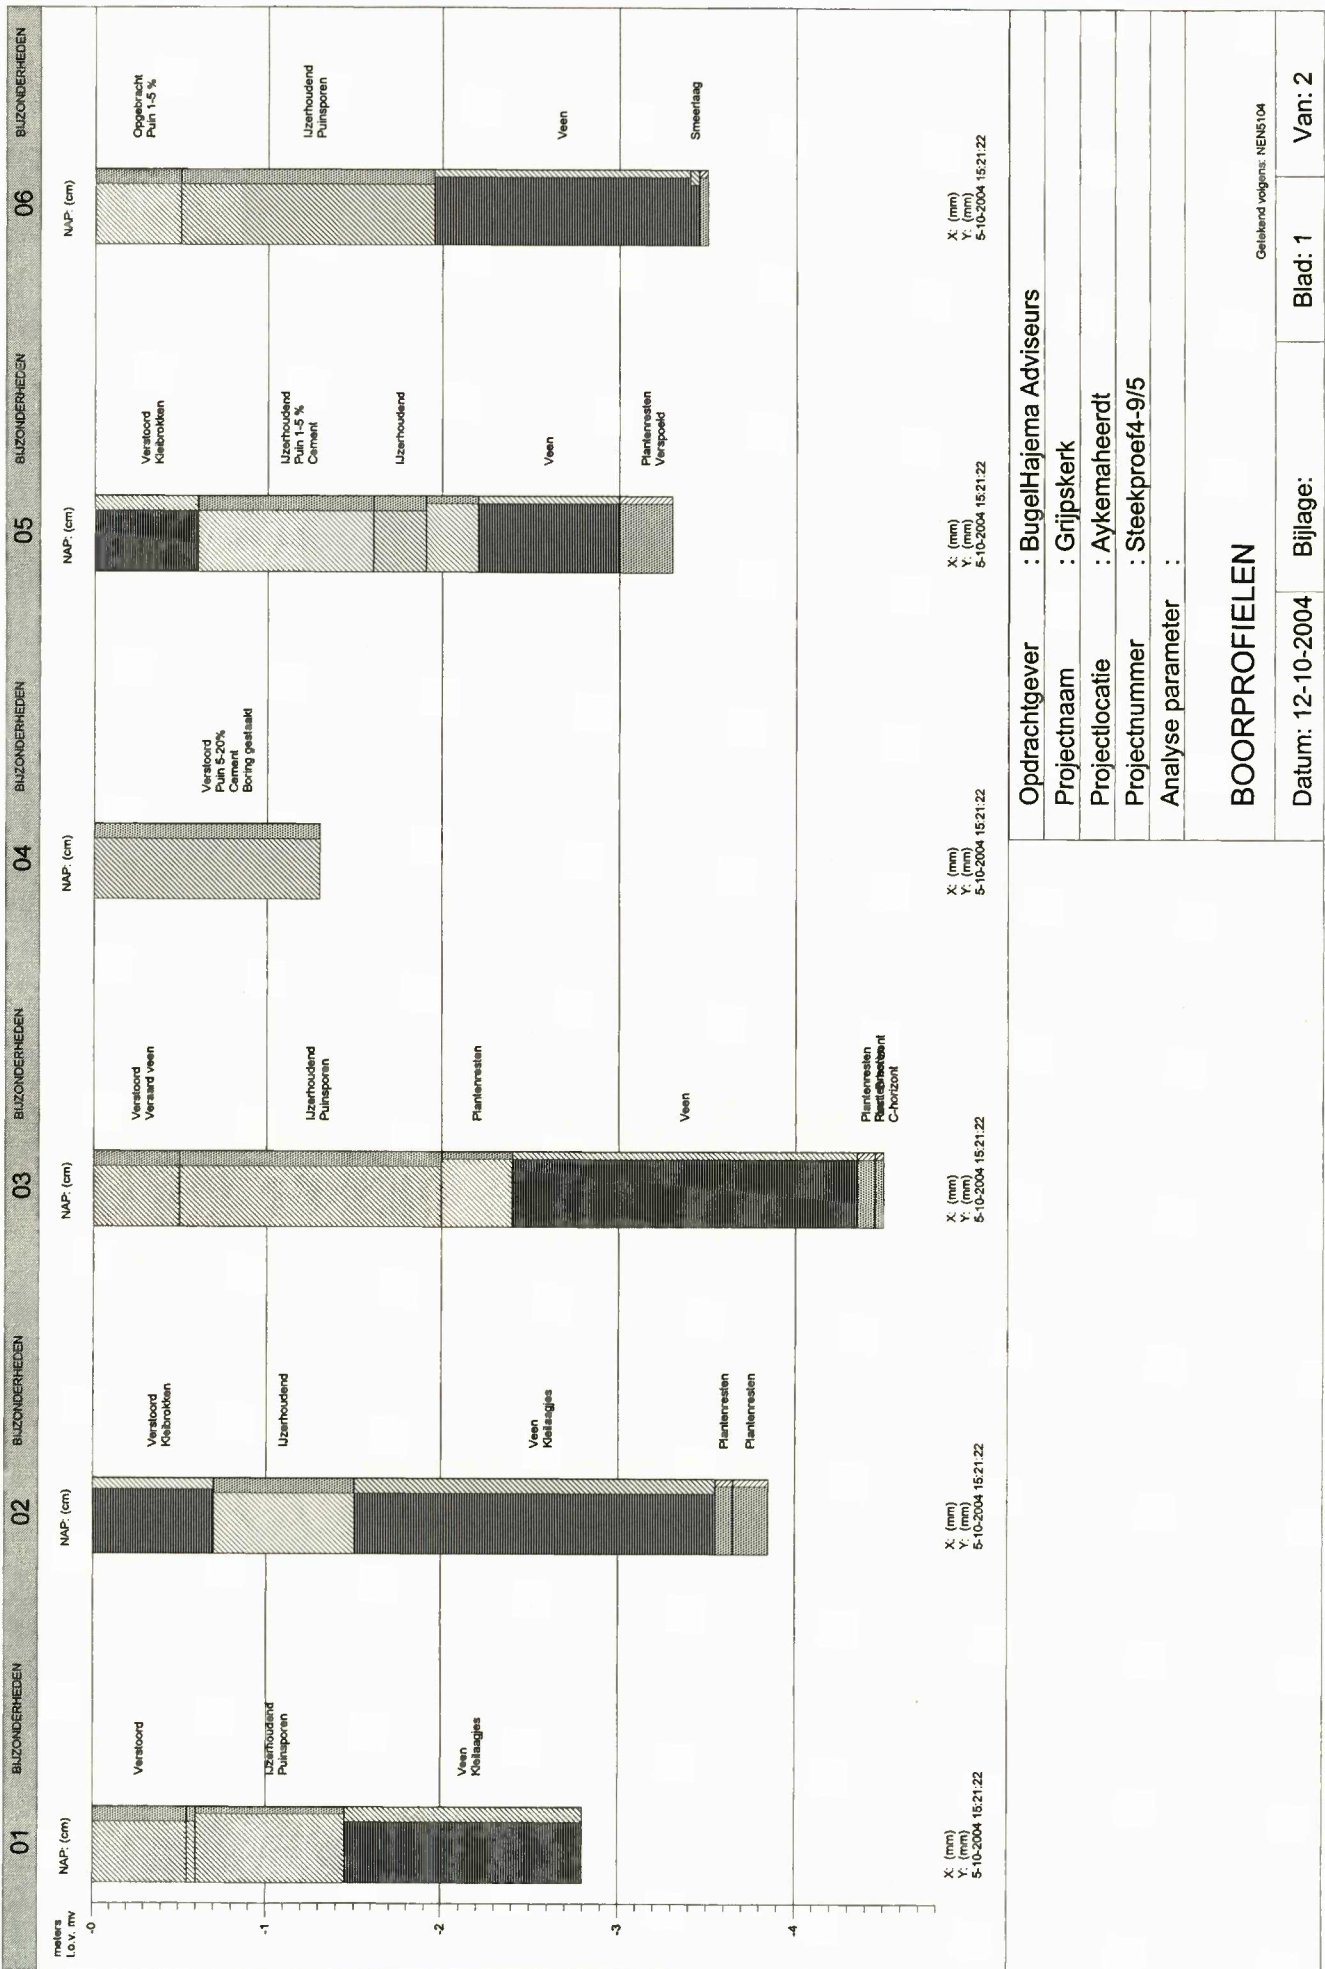 01 BIJZONDERHEDEN 02 BIJZONDERHEDEN 03 BIJZONDERHEDEN 04 BIJZONDERHEDEN 05 BIJZONDERHEDEN 06 BIJZONDERHEDEN
meters
t.o.v. mv
NAP: (cm) NAP: (cm) NAP: (cm) NAP: (cm) NAP: (cm) NAP: (cm)
-0
-1
-2
-3
-4
Verstoord
IJzerhoudend
Puinsporen
Veen
Kleilaagjes
X: (mm)
Y: (mm)
5-10-2004 15:21:22
Verstoord
Kleibrokken
IJzerhoudend
Veen
Kleilaagjes
Plantenresten
Plantenresten
X: (mm)
Y: (mm)
5-10-2004 15:21:22
Verstoord
Veraard veen
IJzerhoudend
Puinsporen
Plantenresten
Veen
Plantenresten
C-horizont
X: (mm)
Y: (mm)
5-10-2004 15:21:22
Verstoord
Puin 5-20%
Cement
Boring gestaakt
X: (mm)
Y: (mm)
5-10-2004 15:21:22
Verstoord
Kleibrokken
IJzerhoudend
Puin 1-5 %
Cement
IJzerhoudend
Veen
Plantenresten
Verspoeld
X: (mm)
Y: (mm)
5-10-2004 15:21:22
Opgebracht
Puin 1-5 %
IJzerhoudend
Puinsporen
Veen
Smeerlaag
X: (mm)
Y: (mm)
5-10-2004 15:21:22
Opdrachtgever : BugelHajema Adviseurs
Projectnaam : Grijpskerk
Projectlocatie : Aykemaheerdt
Projectnummer : Steekproef4-9/5
Analyse parameter :
BOORPROFIELEN
Getekend volgens: NEN5104
Datum: 12-10-2004 Bijlage: Blad: 1 Van: 2